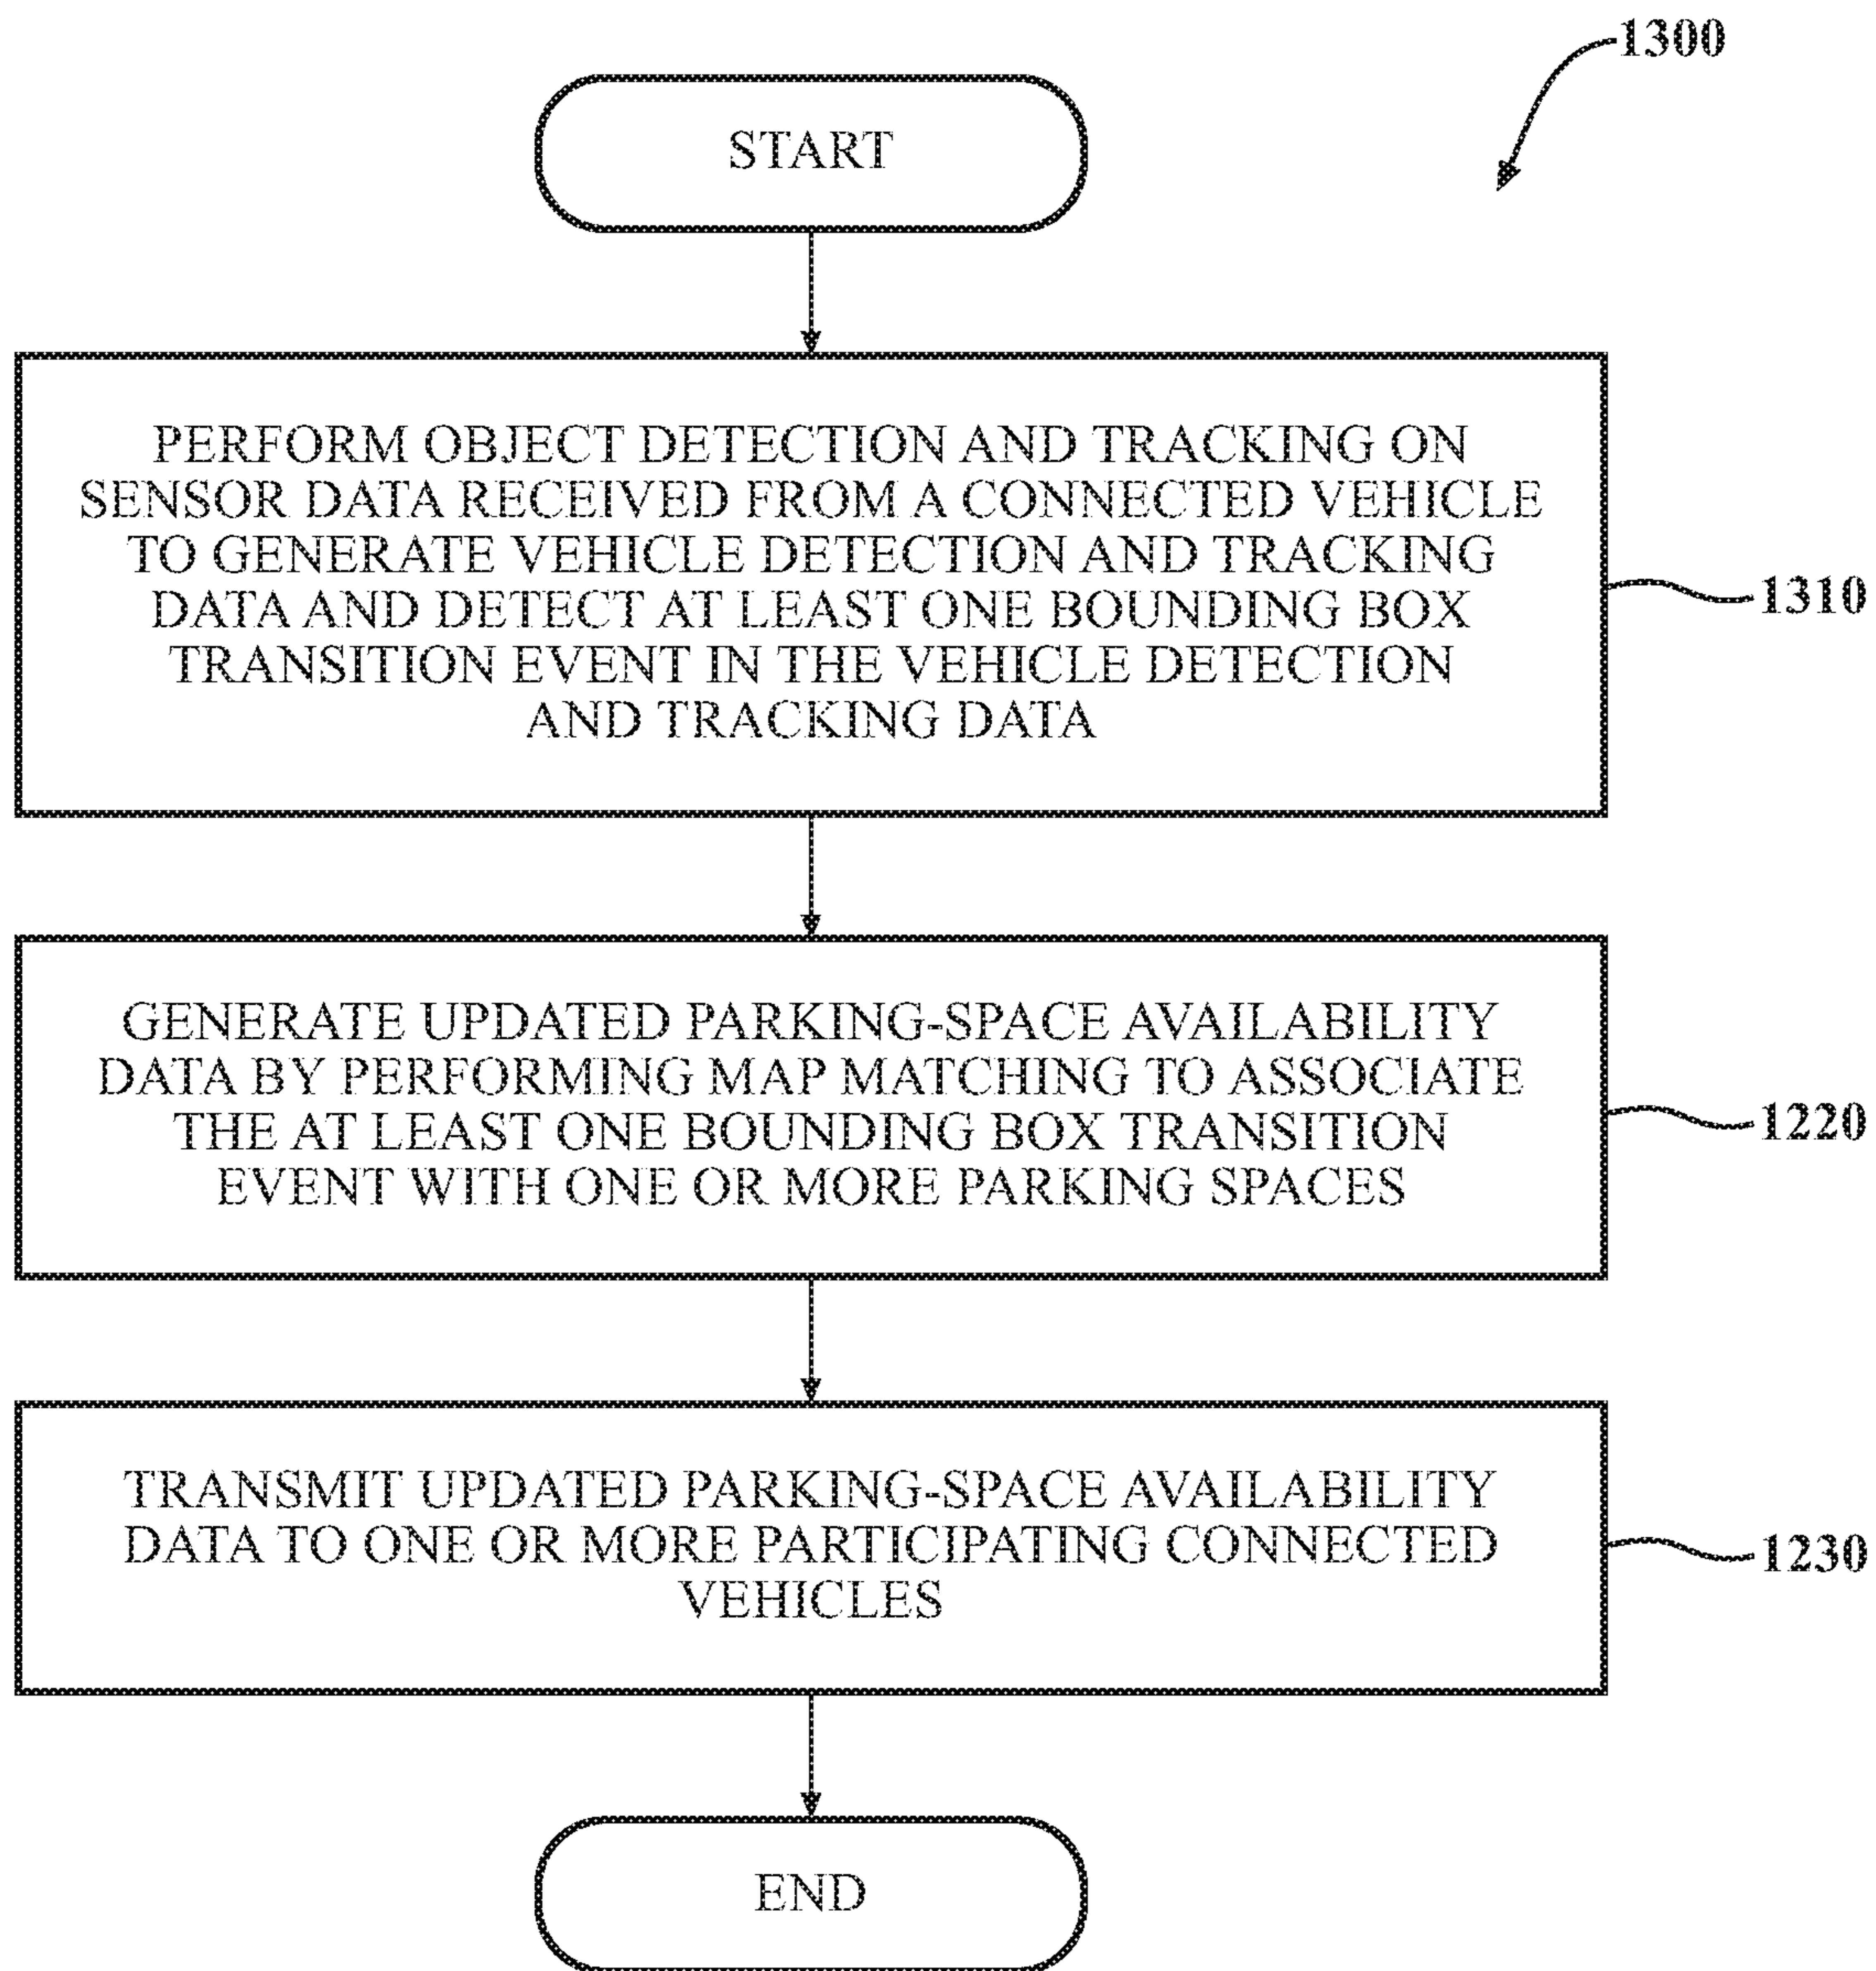 1300
START
PERFORM OBJECT DETECTION AND TRACKING ON
SENSOR DATA RECEIVED FROM A CONNECTED VEHICLE
TO GENERATE VEHICLE DETECTION AND TRACKING
DATA AND DETECT AT LEAST ONE BOUNDING BOX
TRANSITION EVENT IN THE VEHICLE DETECTION
AND TRACKING DATA
1310
GENERATE UPDATED PARKING-SPACE AVAILABILITY
DATA BY PERFORMING MAP MATCHING TO ASSOCIATE
THE AT LEAST ONE BOUNDING BOX TRANSITION
EVENT WITH ONE OR MORE PARKING SPACES
1220
TRANSMIT UPDATED PARKING-SPACE AVAILABILITY
DATA TO ONE OR MORE PARTICIPATING CONNECTED
VEHICLES
1230
END